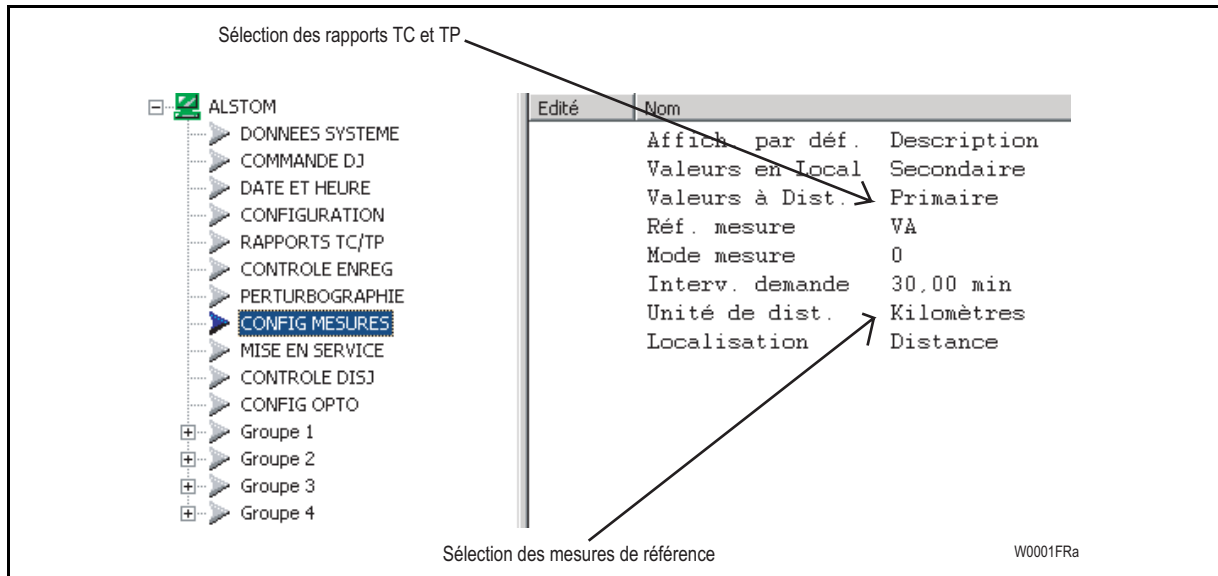 Sélection des rapports TC et TP
ALSTOM
DONNEES SYSTEME
COMMANDE DJ
DATE ET HEURE
CONFIGURATION
RAPPORTS TC/TP
CONTROLE ENREG
PERTURBOGRAPHIE
CONFIG MESURES
MISE EN SERVICE
CONTROLE DISJ
CONFIG OPTO
Groupe 1
Groupe 2
Groupe 3
Groupe 4
Edité Nom
Affich. par déf. Description
Valeurs en Local Secondaire
Valeurs à Dist. Primaire
Réf. mesure VA
Mode mesure 0
Interv. demande 30,00 min
Unité de dist. Kilomètres
Localisation Distance
Sélection des mesures de référence
W0001FRa